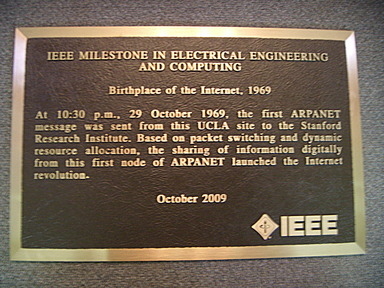 IEEE MILESTONE IN ELECTRICAL ENGINEERING
AND COMPUTING
Birthplace of the Internet, 1969
At 10:30 p.m., 29 October 1969, the first ARPANET
message was sent from this UCLA site to the Stanford
Research Institute. Based on packet switching and dynamic
resource allocation, the sharing of information digitally
from this first node of ARPANET launched the Internet
revolution.
October 2009
IEEE